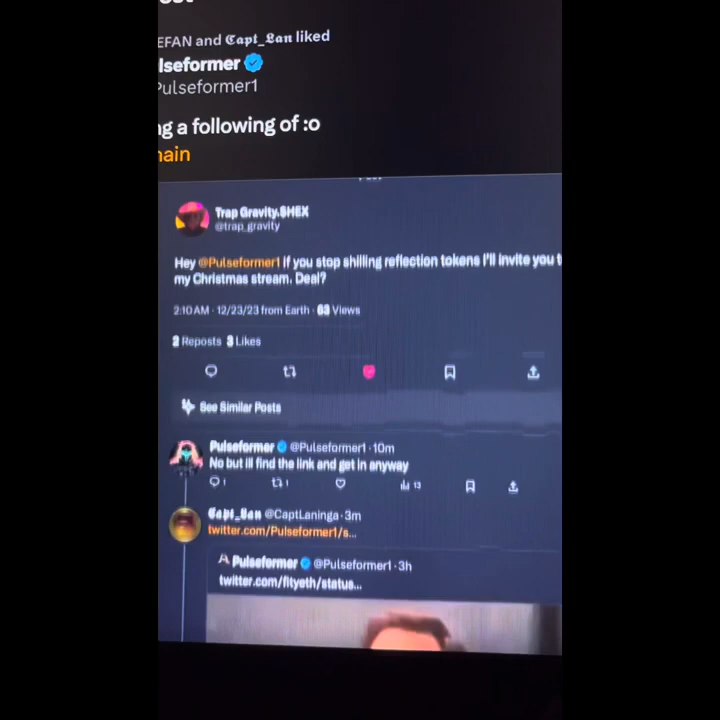 EFAN and 𝕮𝖆𝖕𝖙_𝕷𝖆𝖓 liked
lseformer
Pulseformer1
ng a following of :o
hain
Trap Gravity.$HEX
@trap_gravity
Hey @Pulseformer1 if you stop shilling reflection tokens I'll invite you t
my Christmas stream. Deal?
2:10 AM · 12/23/23 from Earth · 63 Views
2 Reposts 3 Likes
See Similar Posts
Pulseformer @Pulseformer1 · 10m
No but ill find the link and get in anyway
1 1 13
𝕮𝖆𝖕𝖙_𝕷𝖆𝖓 @CaptLaninga · 3m
twitter.com/Pulseformer1/s...
Pulseformer @Pulseformer1 · 3h
twitter.com/fityeth/status...